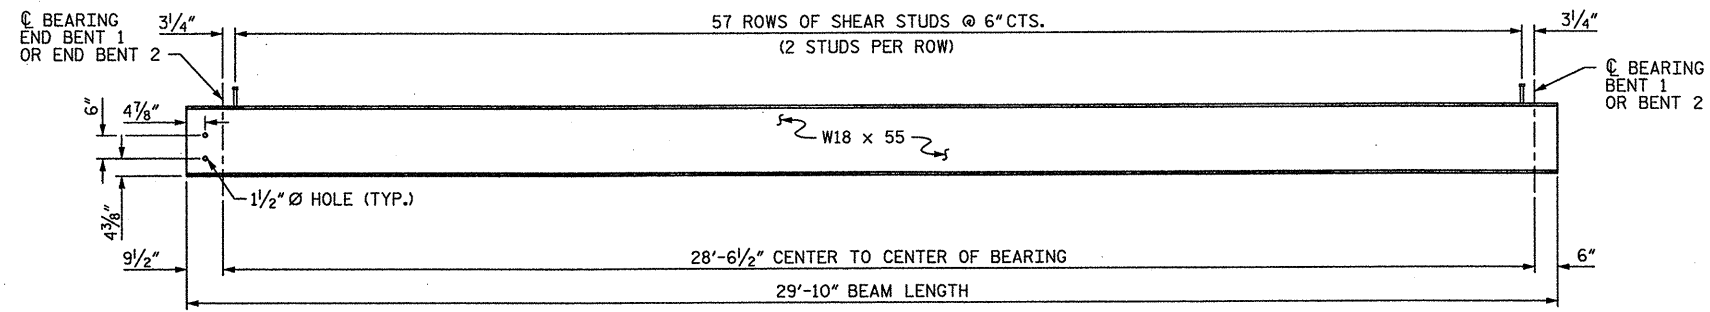 ℄ BEARING
END BENT 1
OR END BENT 2
3¼"
57 ROWS OF SHEAR STUDS @ 6" CTS.
(2 STUDS PER ROW)
3¼"
℄ BEARING
BENT 1
OR BENT 2
6"
4⅞"
W18 x 55
1½" Ø HOLE (TYP.)
4⅜"
9½"
28'-6½" CENTER TO CENTER OF BEARING
6"
29'-10" BEAM LENGTH